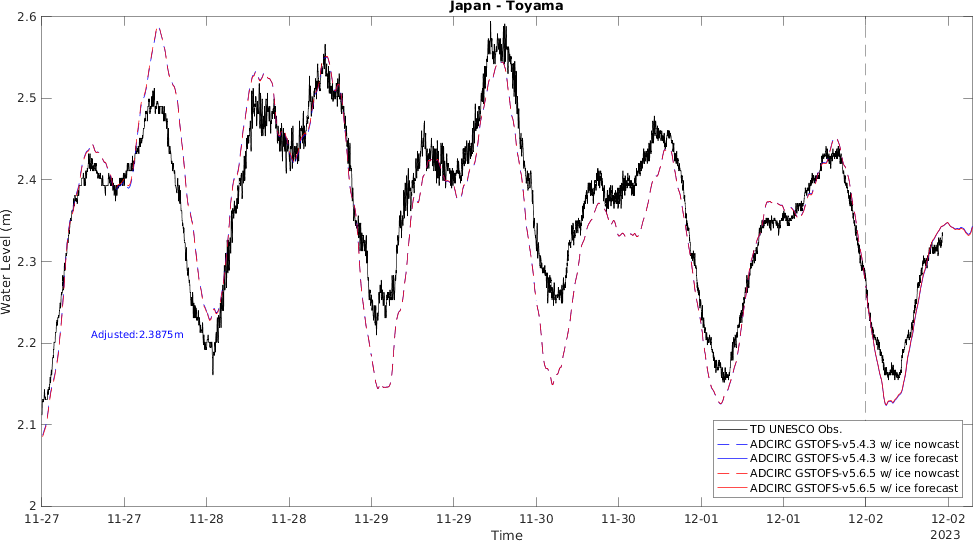 Japan - Toyama
2.6
2.5
2.4
2.3
2.2
2.1
2
Water Level (m)
Adjusted:2.3875m
TD UNESCO Obs.
ADCIRC GSTOFS-v5.4.3 w/ ice nowcast
ADCIRC GSTOFS-v5.4.3 w/ ice forecast
ADCIRC GSTOFS-v5.6.5 w/ ice nowcast
ADCIRC GSTOFS-v5.6.5 w/ ice forecast
11-27 11-27 11-28 11-28 11-29 11-29 11-30 11-30 12-01 12-01 12-02 12-02
2023
Time